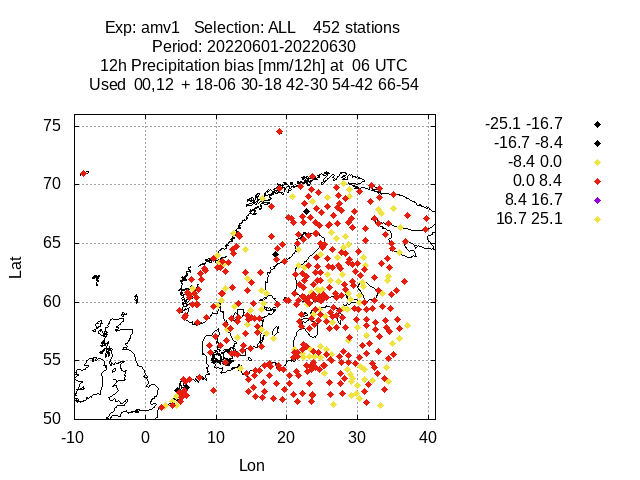 Exp: amv1 Selection: ALL 452 stations
Period: 20220601-20220630
12h Precipitation bias [mm/12h] at 06 UTC
Used 00,12 + 18-06 30-18 42-30 54-42 66-54
-25.1 -16.7
-16.7 -8.4
-8.4 0.0
0.0 8.4
8.4 16.7
16.7 25.1
75
70
65
60
55
50
Lat
-10 0 10 20 30 40
Lon